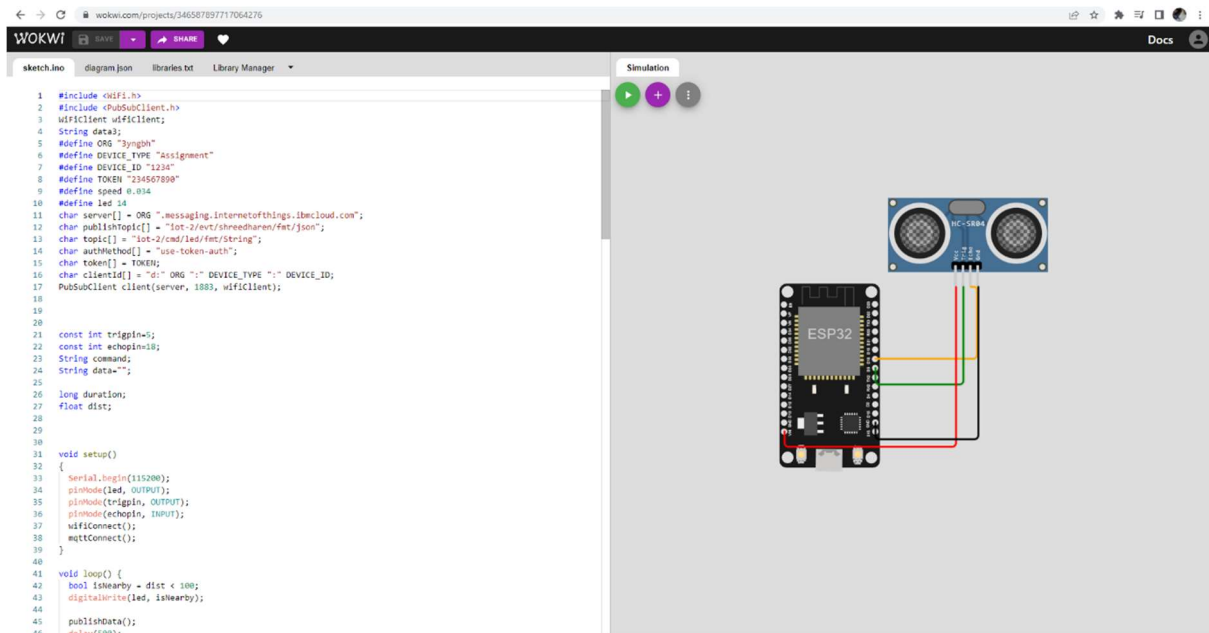 wokwi.com/projects/346587897717064276
WOKWI SAVE SHARE Docs
sketch.ino diagram.json libraries.txt Library Manager
Simulation
1 #include <WiFi.h>
2 #include <PubSubClient.h>
3 WiFiClient wifiClient;
4 String data3;
5 #define ORG "3yngbh"
6 #define DEVICE_TYPE "Assignment"
7 #define DEVICE_ID "1234"
8 #define TOKEN "234567890"
9 #define speed 0.034
10 #define led 14
11 char server[] = ORG ".messaging.internetofthings.ibmcloud.com";
12 char publishTopic[] = "iot-2/evt/shreedharen/fmt/json";
13 char topic[] = "iot-2/cmd/led/fmt/String";
14 char authMethod[] = "use-token-auth";
15 char token[] = TOKEN;
16 char clientId[] = "d:" ORG ":" DEVICE_TYPE ":" DEVICE_ID;
17 PubSubClient client(server, 1883, wifiClient);
18
19
20
21 const int trigpin=5;
22 const int echopin=18;
23 String command;
24 String data="";
25
26 long duration;
27 float dist;
28
29
30
31 void setup()
32 {
33 Serial.begin(115200);
34 pinMode(led, OUTPUT);
35 pinMode(trigpin, OUTPUT);
36 pinMode(echopin, INPUT);
37 wifiConnect();
38 mqttConnect();
39 }
40
41 void loop() {
42 bool isNearby = dist < 100;
43 digitalWrite(led, isNearby);
44
45 publishData();
46 delay(500);
HC-SR04
ESP32